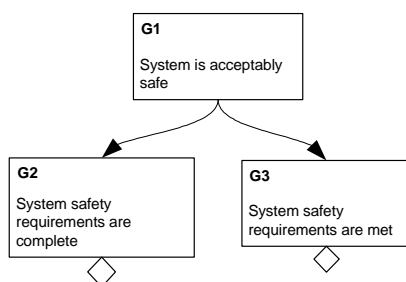 G1
System is acceptably
safe
G2
System safety
requirements are
complete
G3
System safety
requirements are met